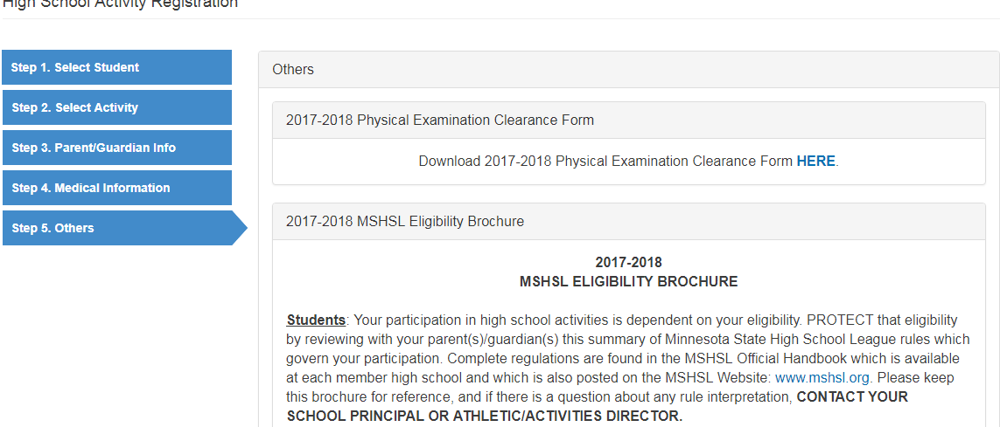 High School Activity Registration
Step 1. Select Student
Step 2. Select Activity
Step 3. Parent/Guardian Info
Step 4. Medical Information
Step 5. Others
Others
2017-2018 Physical Examination Clearance Form
Download 2017-2018 Physical Examination Clearance Form HERE.
2017-2018 MSHSL Eligibility Brochure
2017-2018
MSHSL ELIGIBILITY BROCHURE
Students: Your participation in high school activities is dependent on your eligibility. PROTECT that eligibility
by reviewing with your parent(s)/guardian(s) this summary of Minnesota State High School League rules which
govern your participation. Complete regulations are found in the MSHSL Official Handbook which is available
at each member high school and which is also posted on the MSHSL Website: www.mshsl.org. Please keep
this brochure for reference, and if there is a question about any rule interpretation, CONTACT YOUR
SCHOOL PRINCIPAL OR ATHLETIC/ACTIVITIES DIRECTOR.